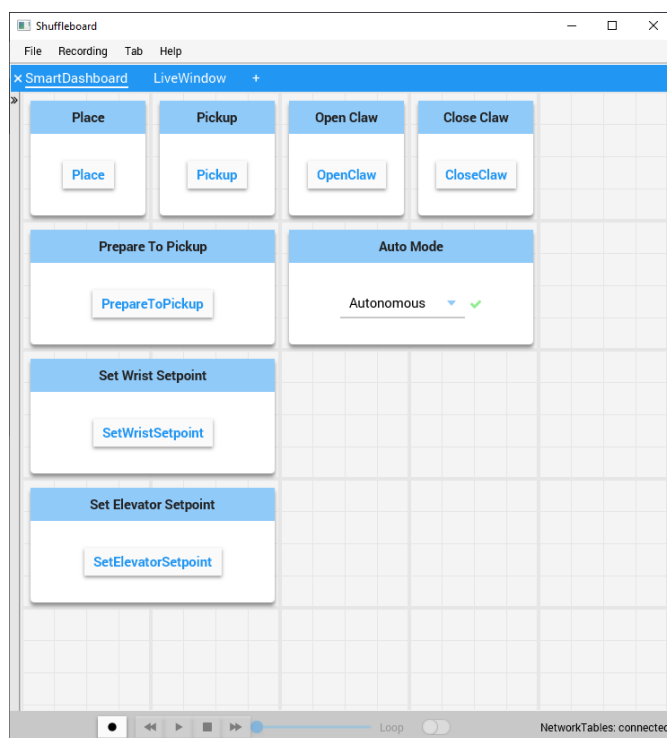 Shuffleboard
File Recording Tab Help
SmartDashboard LiveWindow +
Place Pickup Open Claw Close Claw
Place Pickup OpenClaw CloseClaw
Prepare To Pickup Auto Mode
PrepareToPickup Autonomous
Set Wrist Setpoint
SetWristSetpoint
Set Elevator Setpoint
SetElevatorSetpoint
Loop NetworkTables: connected